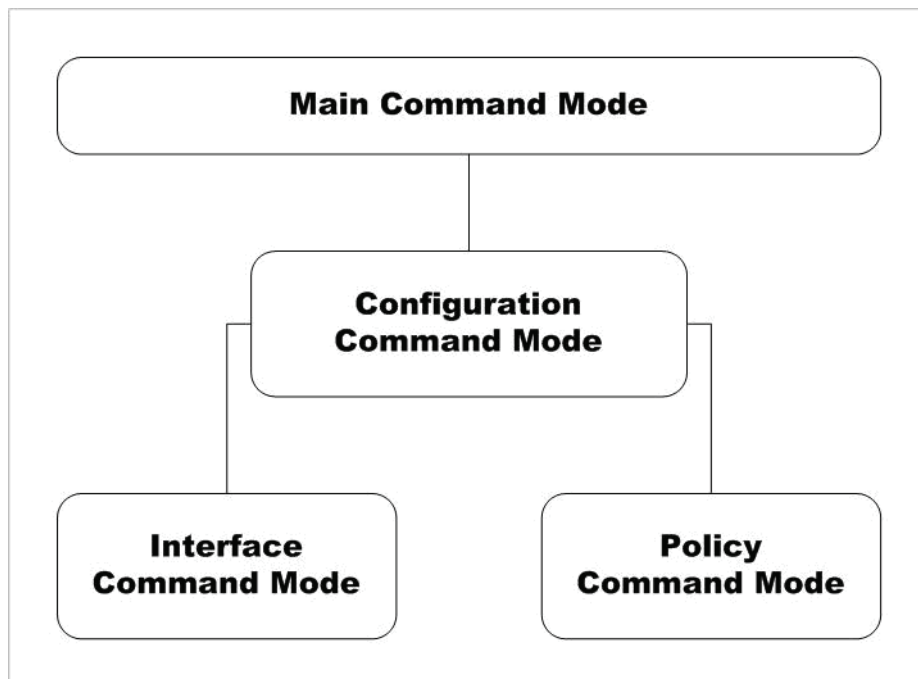 Main Command Mode
Configuration
Command Mode
Interface
Command Mode
Policy
Command Mode